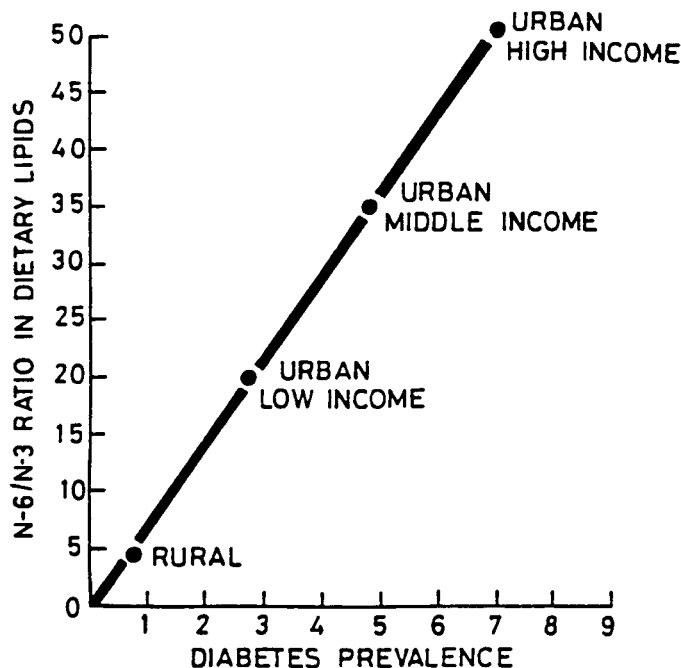 50
45
40
35
30
25
20
15
10
5
0
N-6/N-3 RATIO IN DIETARY LIPIDS
URBAN
HIGH INCOME
URBAN
MIDDLE INCOME
URBAN
LOW INCOME
RURAL
1 2 3 4 5 6 7 8 9
DIABETES PREVALENCE